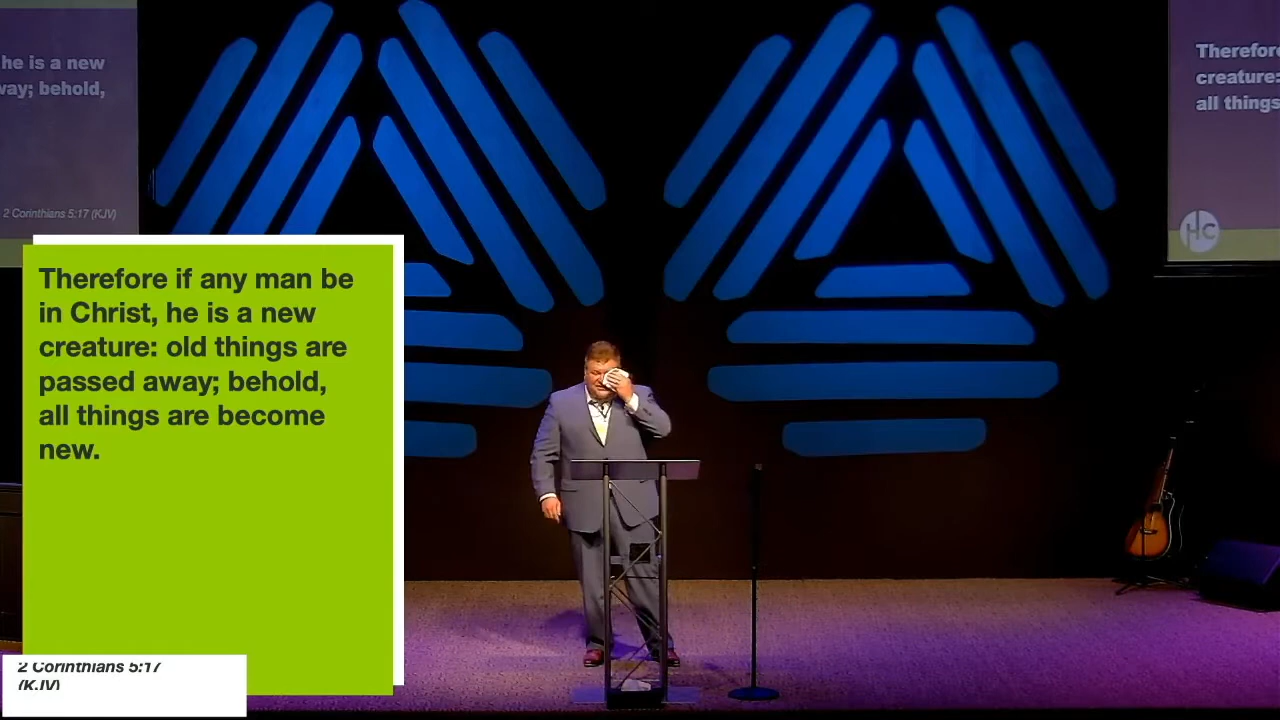 he is a new
way; behold,
2 Corinthians 5:17 (KJV)
Therefore if any man be
in Christ, he is a new
creature: old things are
passed away; behold,
all things are become
new.
2 Corinthians 5:17
(KJV)
Therefore
creature:
all things
HC